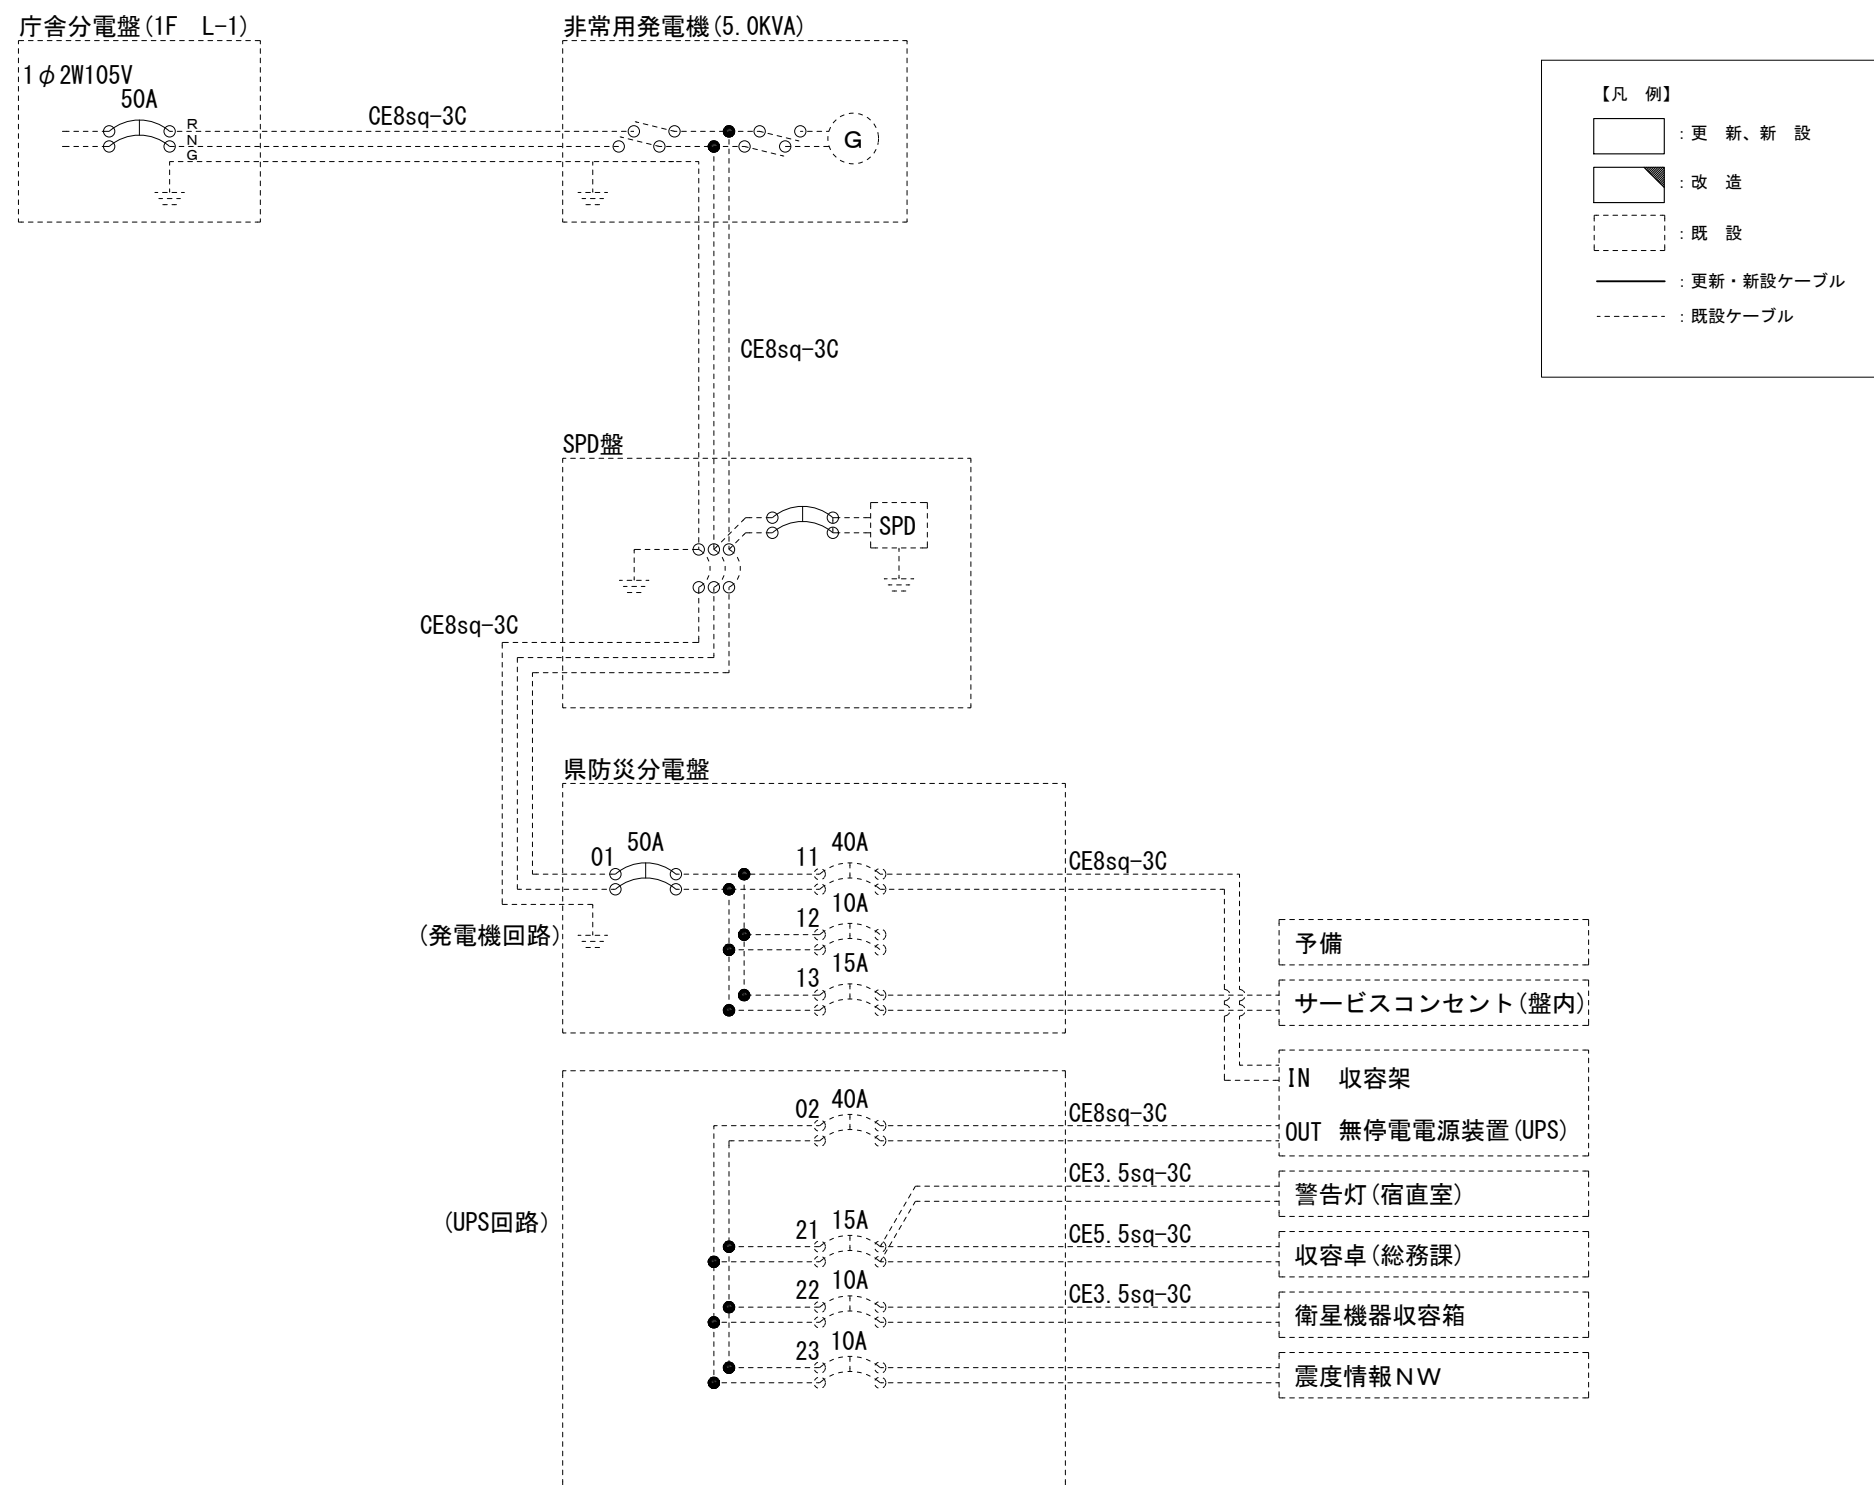 庁舎分電盤(1F　L-1)
1φ2W105V
50A
R
N
G
CE8sq-3C
非常用発電機(5.0KVA)
G
【凡　例】
：更　新、新　設
：改　造
：既　設
：更新・新設ケーブル
：既設ケーブル
CE8sq-3C
SPD盤
SPD
CE8sq-3C
県防災分電盤
01
50A
11
40A
CE8sq-3C
12
10A
13
15A
(発電機回路)
予備
サービスコンセント(盤内)
IN　収容架
OUT 無停電電源装置(UPS)
02
40A
CE8sq-3C
(UPS回路)
CE3.5sq-3C
警告灯(宿直室)
21
15A
CE5.5sq-3C
収容卓(総務課)
22
10A
CE3.5sq-3C
衛星機器収容箱
23
10A
震度情報ＮＷ